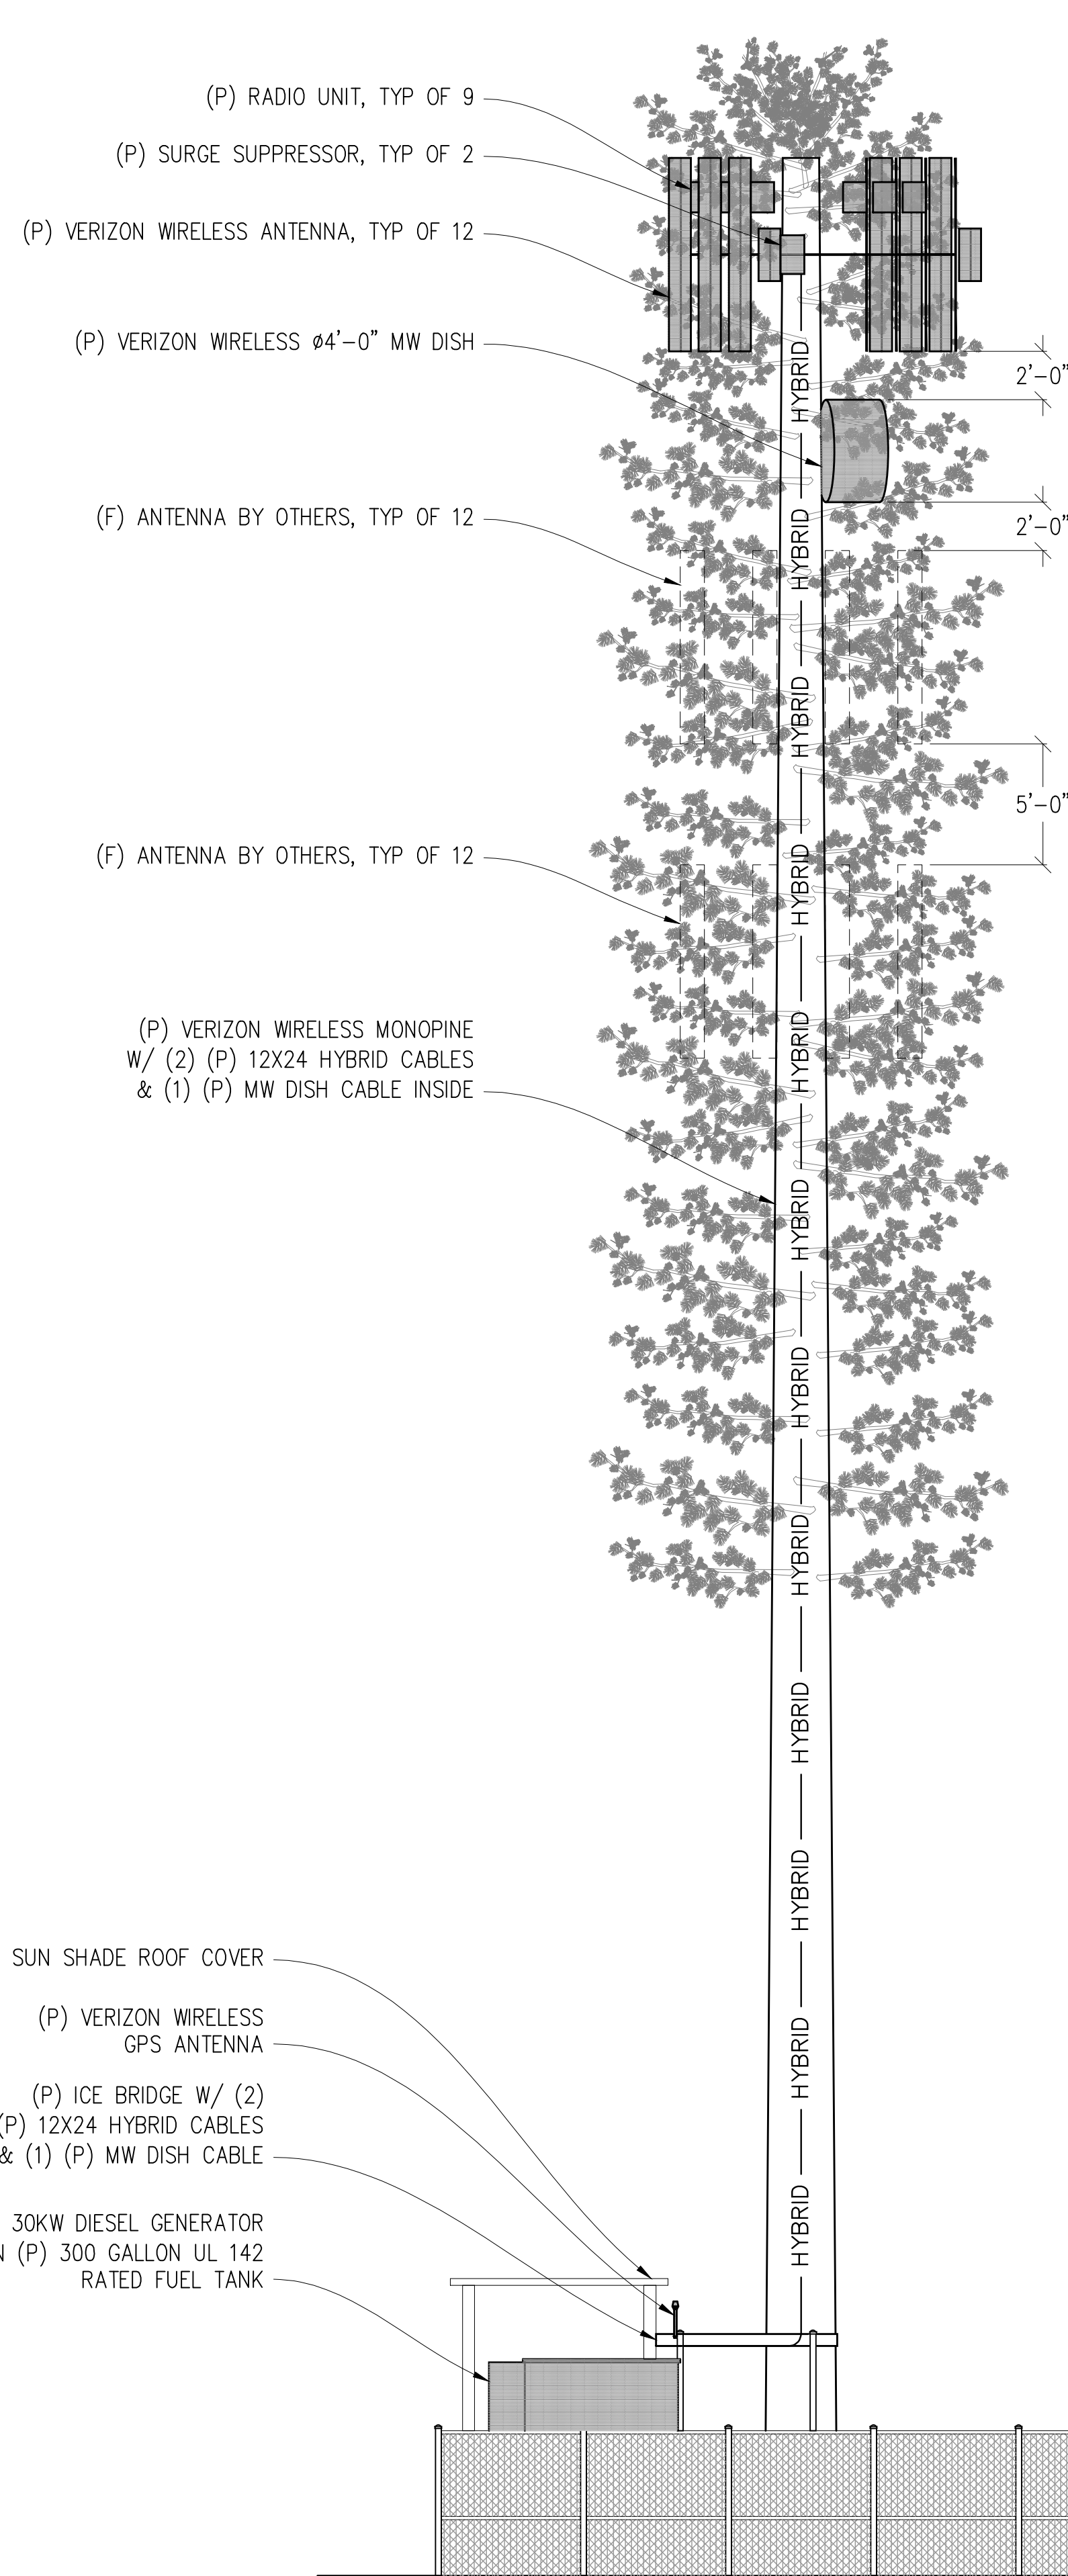 (P) RADIO UNIT, TYP OF 9
(P) SURGE SUPPRESSOR, TYP OF 2
(P) VERIZON WIRELESS ANTENNA, TYP OF 12
(P) VERIZON WIRELESS ø4'-0" MW DISH
2'-0"
2'-0"
(F) ANTENNA BY OTHERS, TYP OF 12
5'-0"
(F) ANTENNA BY OTHERS, TYP OF 12
(P) VERIZON WIRELESS MONOPINE
W/ (2) (P) 12X24 HYBRID CABLES
& (1) (P) MW DISH CABLE INSIDE
HYBRID
HYBRID
HYBRID
HYBRID
HYBRID
HYBRID
HYBRID
HYBRID
HYBRID
HYBRID
HYBRID
HYBRID
SUN SHADE ROOF COVER
(P) VERIZON WIRELESS
GPS ANTENNA
(P) ICE BRIDGE W/ (2)
(P) 12X24 HYBRID CABLES
& (1) (P) MW DISH CABLE
30KW DIESEL GENERATOR
(P) 300 GALLON UL 142
RATED FUEL TANK